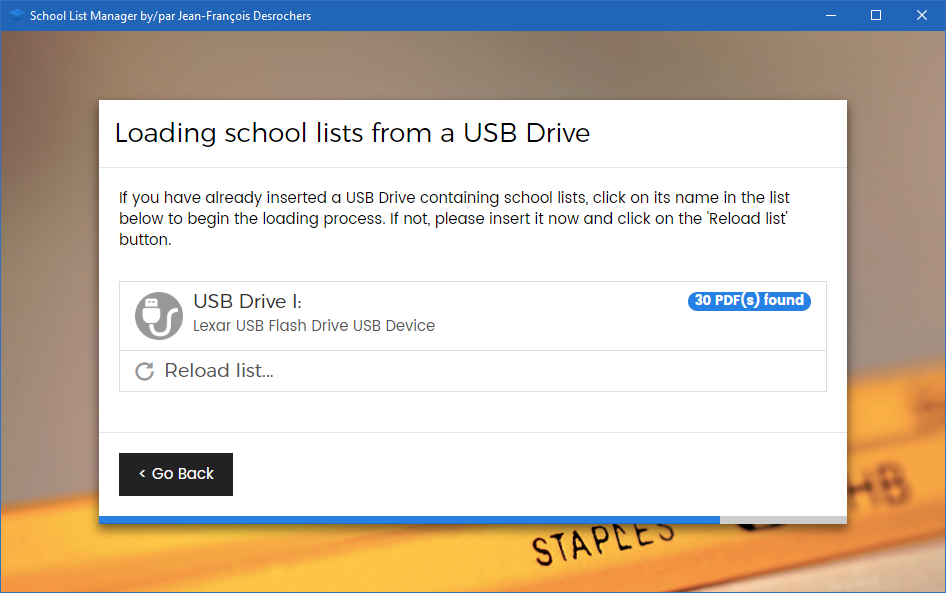 School List Manager by/par Jean-François Desrochers
Loading school lists from a USB Drive
If you have already inserted a USB Drive containing school lists, click on its name in the list
below to begin the loading process. If not, please insert it now and click on the 'Reload list'
button.
USB Drive I:
30 PDF(s) found
Lexar USB Flash Drive USB Device
Reload list...
< Go Back
HB
STAPLES